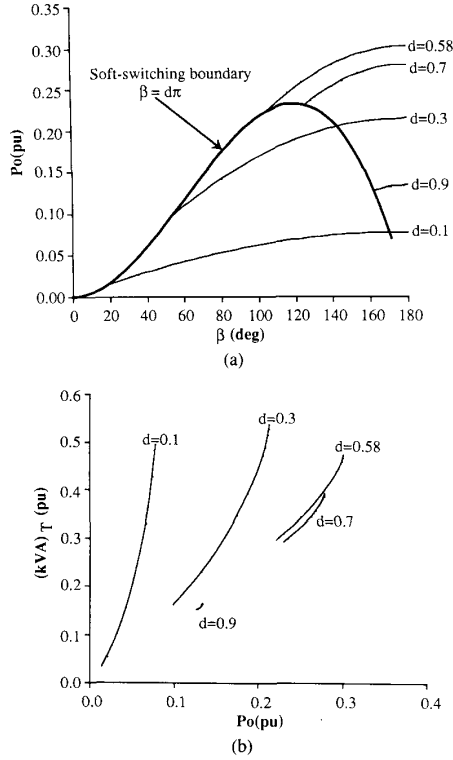 0.35
0.30
0.25
0.20
0.15
0.10
0.05
0.00
Po(pu)
Soft-switching boundary
β = dπ
d=0.58
d=0.7
d=0.3
d=0.9
d=0.1
0 20 40 60 80 100 120 140 160 180
β (deg)
(a)
0.6
0.5
0.4
0.3
0.2
0.1
0.0
(kVA) T (pu)
d=0.1
d=0.3
d=0.58
d=0.7
d=0.9
0.0 0.1 0.2 0.3 0.4
Po(pu)
(b)